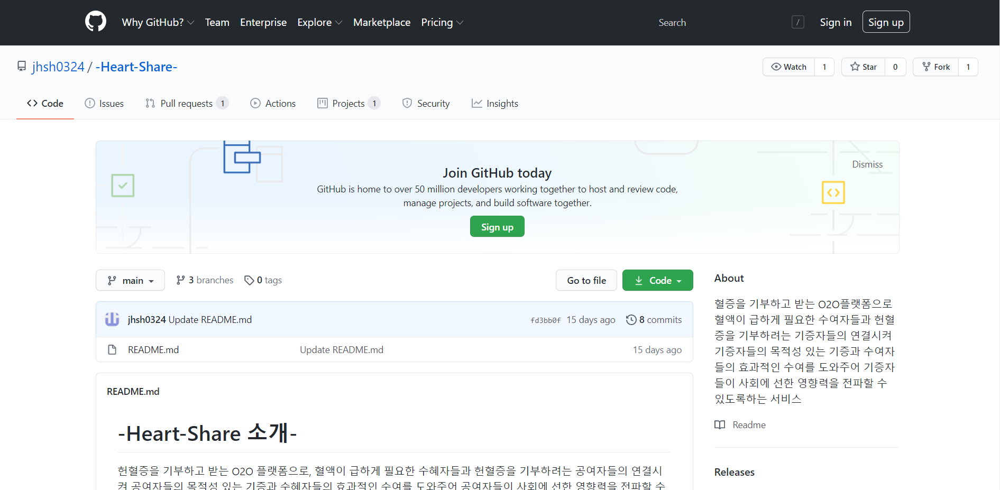 Why GitHub? Team Enterprise Explore Marketplace Pricing Search / Sign in Sign up
jhsh0324 / -Heart-Share- Watch 1 Star 0 Fork 1
Code Issues Pull requests 1 Actions Projects 1 Security Insights
Dismiss
Join GitHub today
GitHub is home to over 50 million developers working together to host and review code,
manage projects, and build software together.
Sign up
main 3 branches 0 tags Go to file Code
jhsh0324 Update README.md fd3bb0f 15 days ago 8 commits
README.md Update README.md 15 days ago
README.md
-Heart-Share 소개-
헌혈증을 기부하고 받는 O2O 플랫폼으로, 혈액이 급하게 필요한 수혜자들과 헌혈증을 기부하려는 공여자들의 연결시
켜 공여자들의 목적성 있는 기증과 수혜자들의 효과적인 수여를 도와주어 공여자들이 사회에 선한 영향력을 전파할 수
About
혈증을 기부하고 받는 O2O플랫폼으로
혈액이 급하게 필요한 수여자들과 헌혈
증을 기부하려는 기증자들의 연결시켜
기증자들의 목적성 있는 기증과 수여자
들의 효과적인 수여를 도와주어 기증자
들이 사회에 선한 영향력을 전파할 수
있도록하는 서비스
Readme
Releases